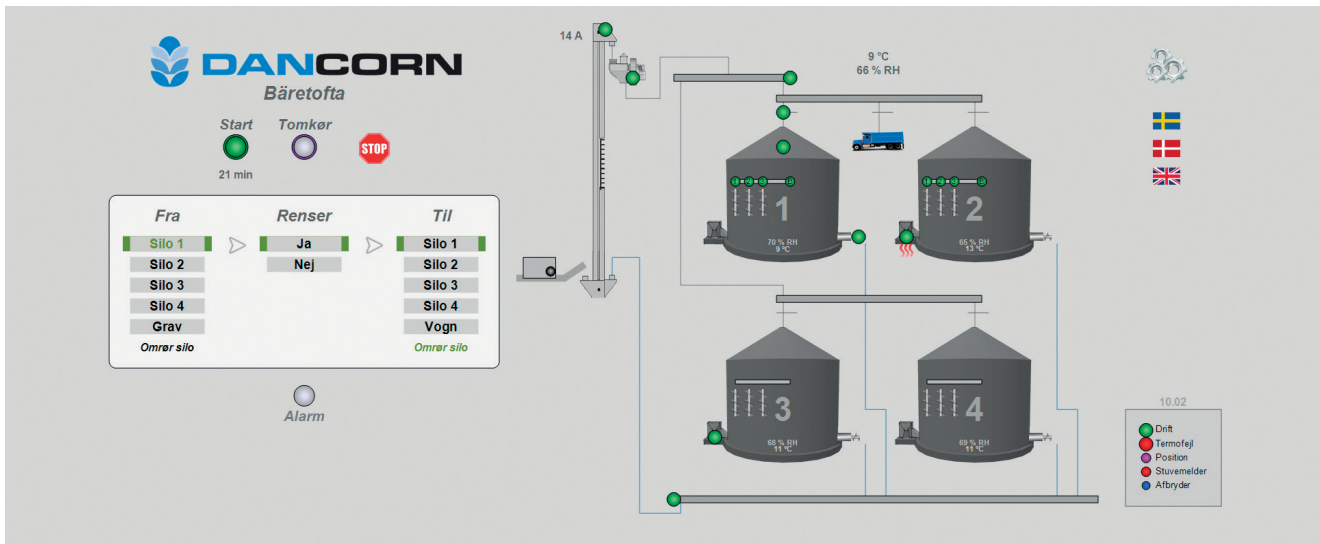 DANCORN
Bäretofta
Start
Tomkør
STOP
21 min
Fra
Renser
Til
Silo 1
Ja
Silo 1
Silo 2
Nej
Silo 2
Silo 3
Silo 3
Silo 4
Silo 4
Grav
Vogn
Omrør silo
Omrør silo
Alarm
14 A
9 °C
66 % RH
1
70 % RH
9 °C
2
65 % RH
13 °C
3
68 % RH
11 °C
4
69 % RH
11 °C
10.02
Drift
Termofejl
Position
Stuvemelder
Afbryder